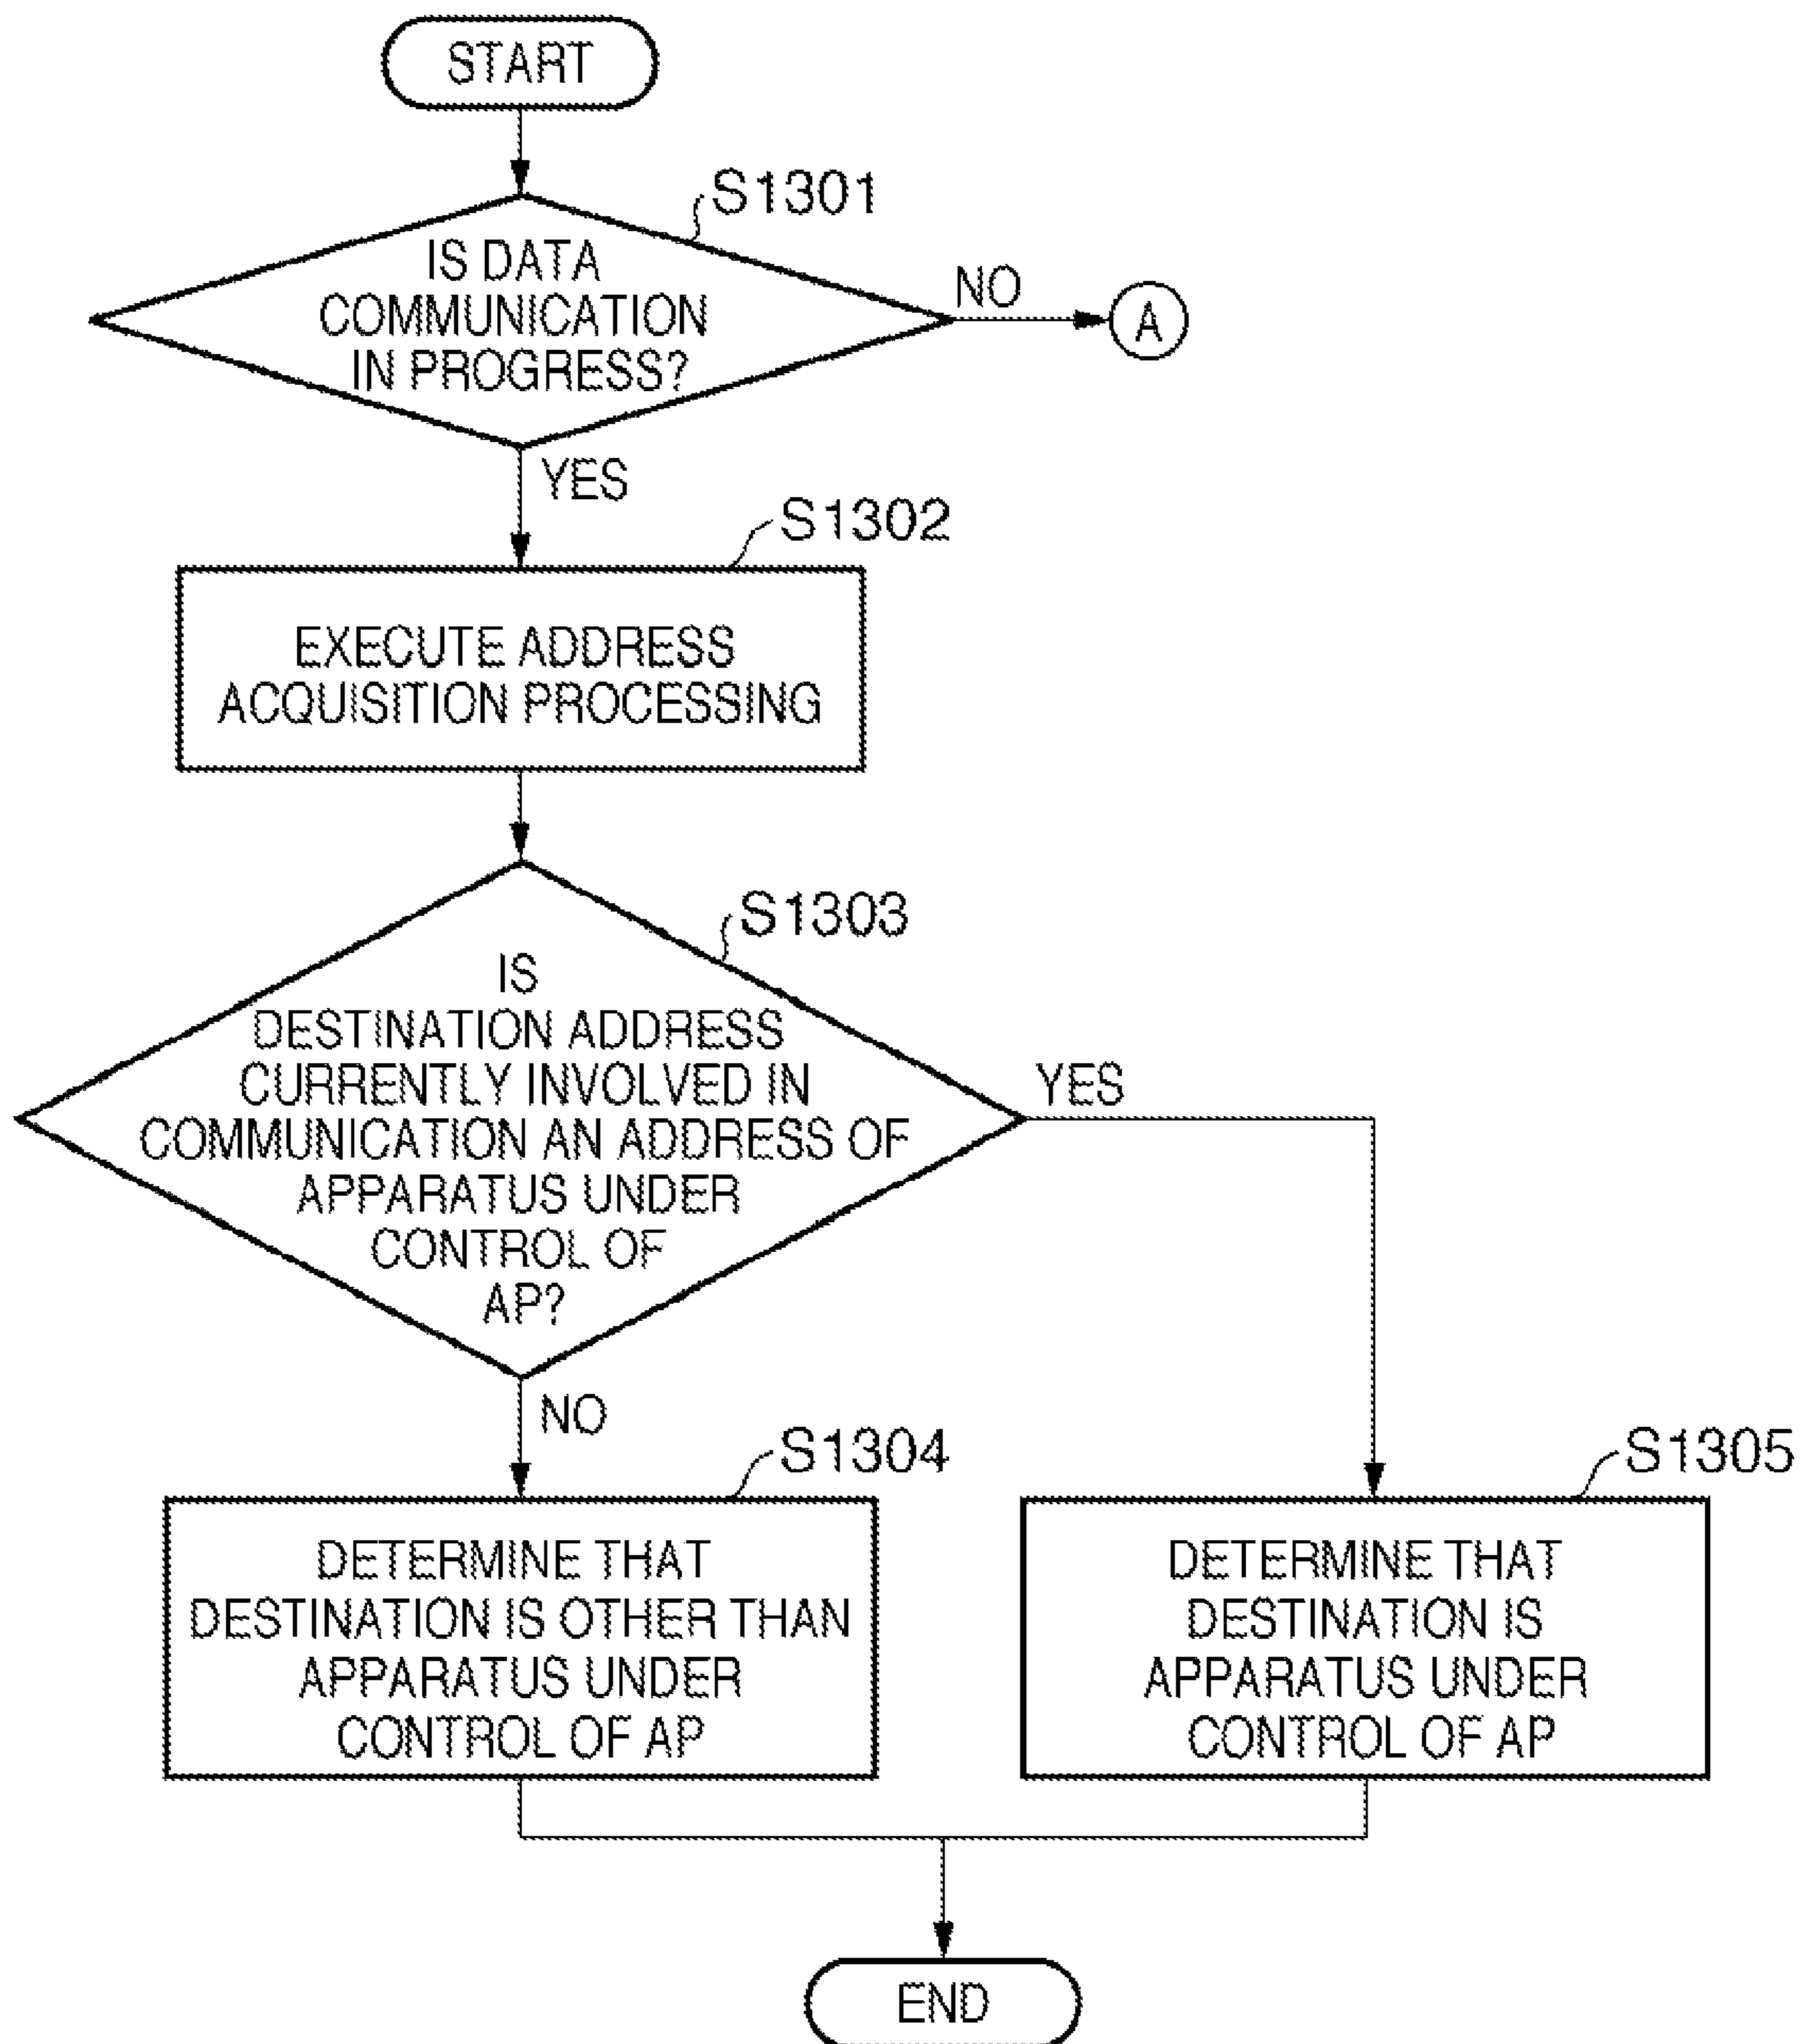 START
S1301
IS DATA
COMMUNICATION
IN PROGRESS?
NO
A
YES
S1302
EXECUTE ADDRESS
ACQUISITION PROCESSING
S1303
IS
DESTINATION ADDRESS
CURRENTLY INVOLVED IN
COMMUNICATION AN ADDRESS OF
APPARATUS UNDER
CONTROL OF
AP?
YES
NO
S1304
DETERMINE THAT
DESTINATION IS OTHER THAN
APPARATUS UNDER
CONTROL OF AP
S1305
DETERMINE THAT
DESTINATION IS
APPARATUS UNDER
CONTROL OF AP
END